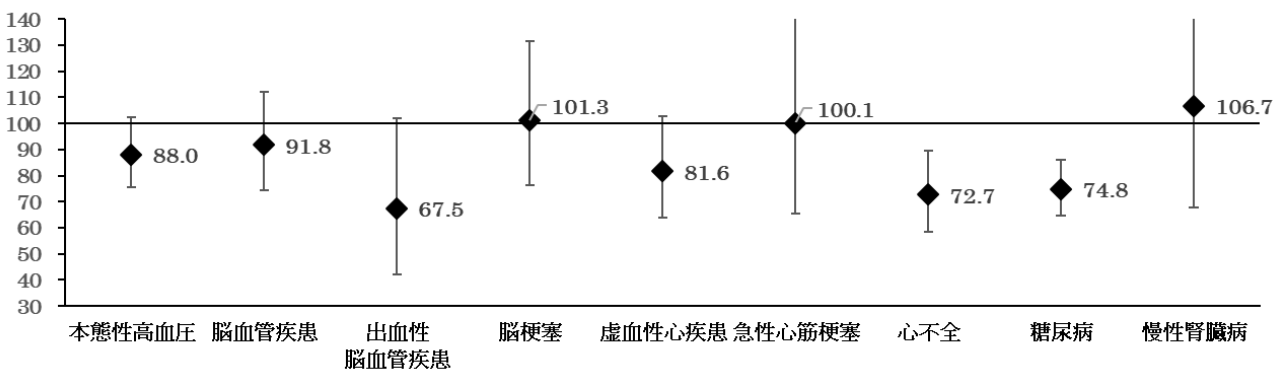 140
130
120
110
100
90
80
70
60
50
40
30
88.0
91.8
67.5
101.3
81.6
100.1
72.7
74.8
106.7
本態性高血圧
脳血管疾患
出血性
脳血管疾患
脳梗塞
虚血性心疾患
急性心筋梗塞
心不全
糖尿病
慢性腎臓病